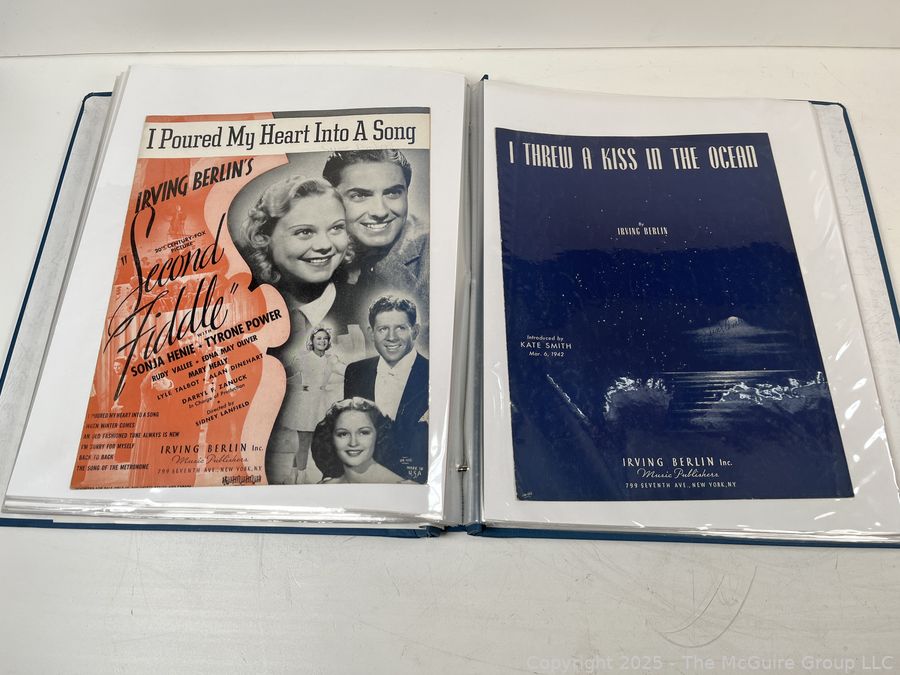 I POURED MY HEART INTO A SONG
IRVING BERLIN'S
20TH CENTURY-FOX
PICTURE
"Second
Fiddle"
WITH
SONJA HENIE · TYRONE POWER
RUDY VALLEE · EDNA MAY OLIVER
MARY HEALY
LYLE TALBOT · ALAN DINEHART
DARRYL F. ZANUCK
In Charge of Production
Directed by
SIDNEY LANFIELD
I POURED MY HEART INTO A SONG
WHEN WINTER COMES
AN OLD FASHIONED TUNE ALWAYS IS NEW
I'M SORRY FOR MYSELF
BACK TO BACK
THE SONG OF THE METRONOME
IRVING BERLIN Inc.
Music Publishers
799 SEVENTH AVE., NEW YORK, N.Y.
MADE IN
U.S.A.
I THREW A KISS IN THE OCEAN
By
IRVING BERLIN
Introduced by
KATE SMITH
Mar. 6, 1942
IRVING BERLIN Inc.
Music Publishers
799 SEVENTH AVE., NEW YORK, N.Y.
Copyright 2025 - The McGuire Group LLC